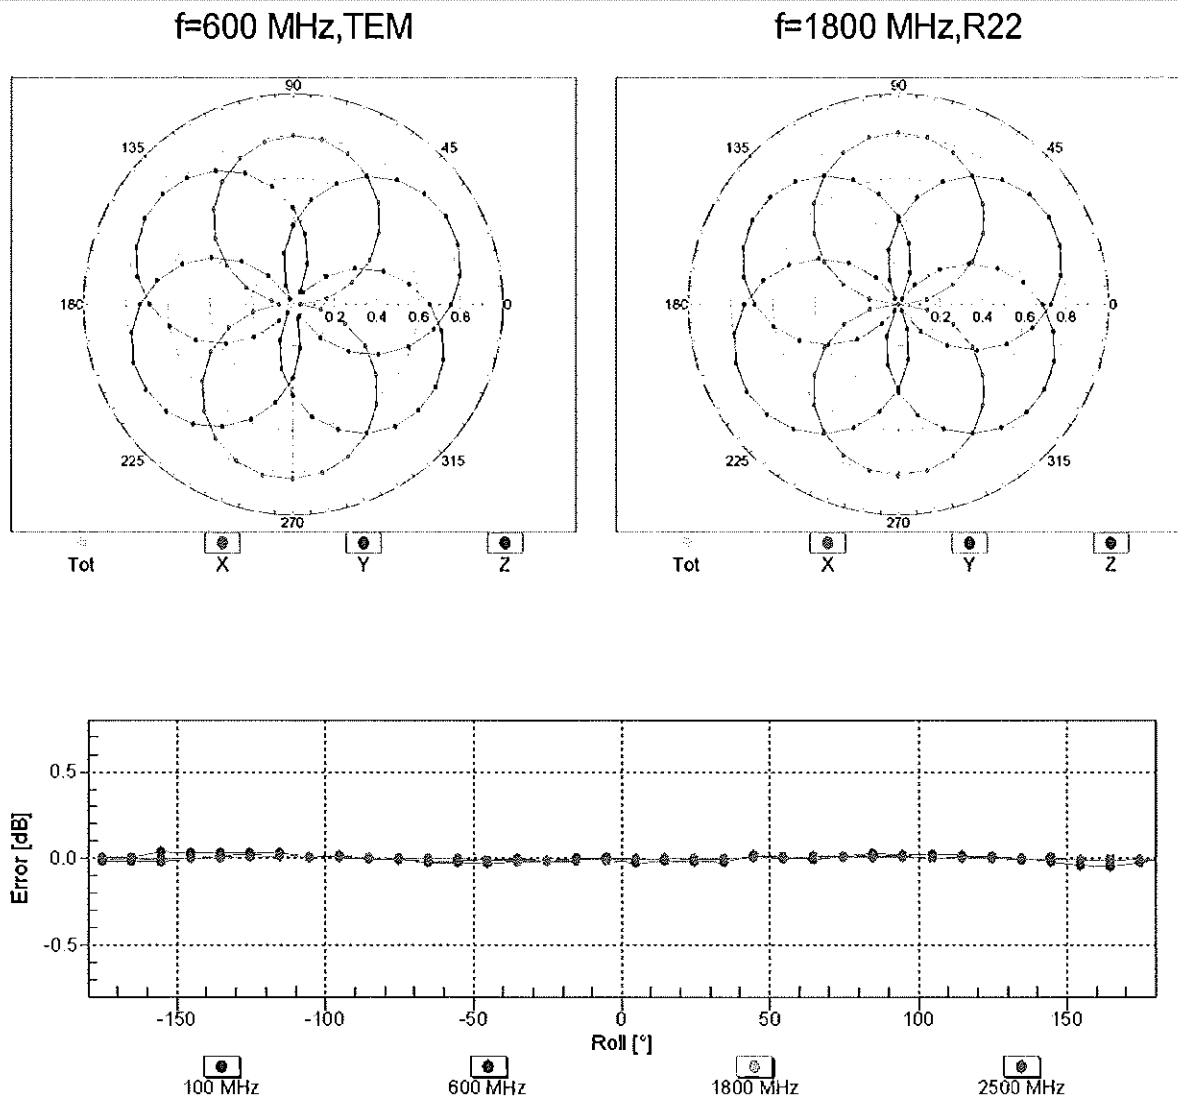 f=600 MHz,TEM
f=1800 MHz,R22
90
90
135
45
135
45
180
0.2
0.4
0.6
0.8
0
180
0.2
0.4
0.6
0.8
0
225
315
225
315
270
270
Tot
X
Y
Z
Tot
X
Y
Z
Error [dB]
0.5
0.0
-0.5
-150
-100
-50
0
50
100
150
Roll [°]
100 MHz
600 MHz
1800 MHz
2500 MHz